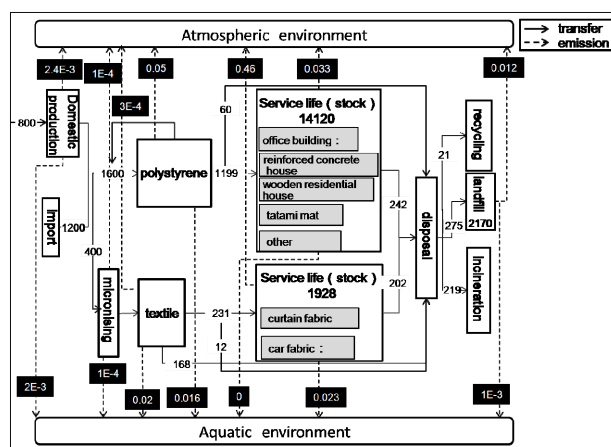 Atmospheric environment
transfer
emission
2.4E-3
1E-4
0.05
0.46
0.033
0.012
3E-4
60
800
Domestic
production
Service life ( stock )
14120
office building :
reinforced concrete
house
wooden residential
house
tatami mat
other
recycling
21
1600
polystyrene
1199
242
disposal
275
landfill
2170
import
1200
400
micronising
textile
231
12
168
Service life ( stock )
1928
curtain fabric
car fabric :
202
219
incineration
2E-3
1E-4
0.02
0.016
0
0.023
1E-3
Aquatic environment